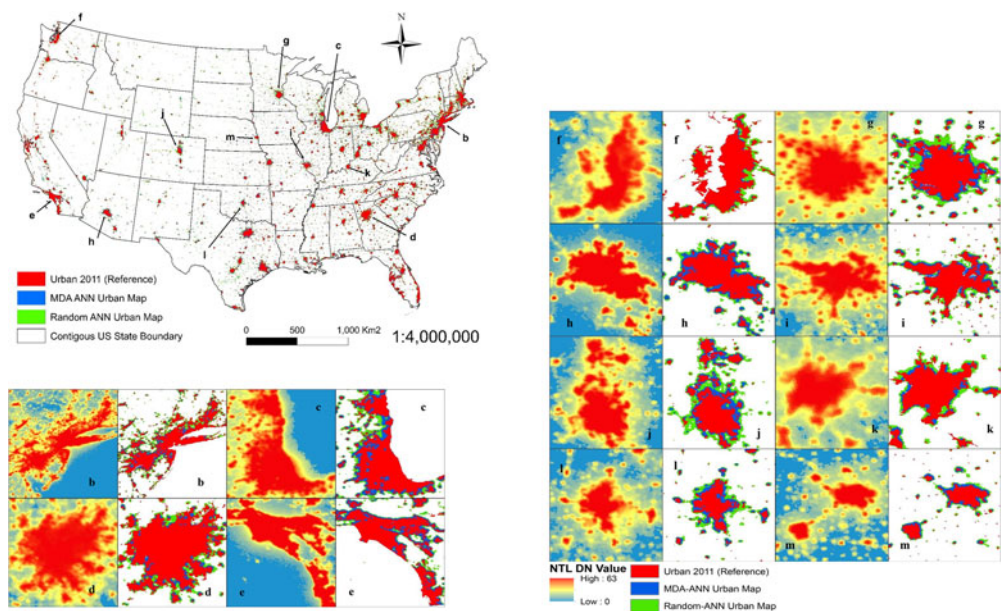 f
N
g
c
j
m
i
b
k
e
h
l
d
Urban 2011 (Reference)
MDA ANN Urban Map
Random ANN Urban Map
Contigous US State Boundary
0 500 1,000 Km2
1:4,000,000
b b c c
d d e e
f f g g
h h i i
j j k k
l l m m
NTL DN Value
High : 63
Low : 0
Urban 2011 (Reference)
MDA-ANN Urban Map
Random-ANN Urban Map